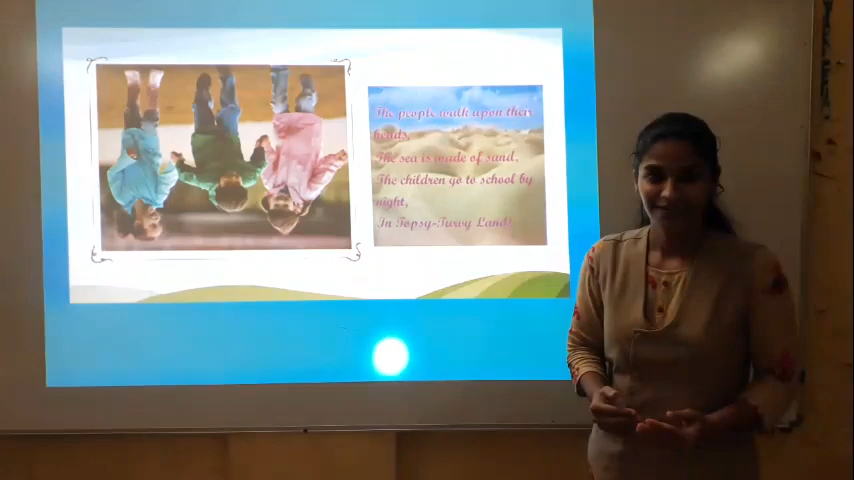 The people walk upon their
heads,
The sea is made of sand,
The children go to school by
night,
In Topsy-Turvy Land!